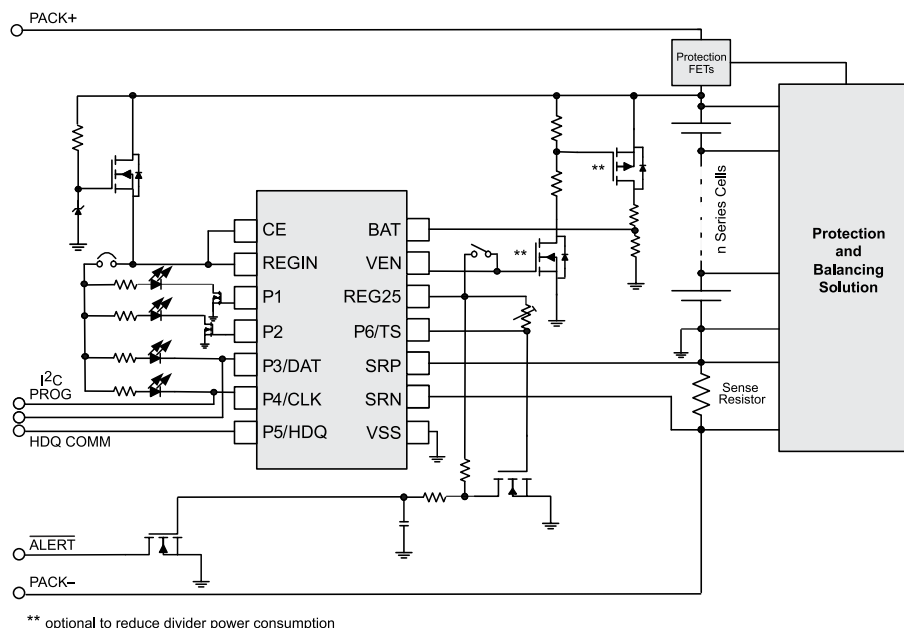 PACK+
Protection
FETs
**
n Series Cells
Protection
and
Balancing
Solution
CE
BAT
**
REGIN
VEN
P1
REG25
P2
P6/TS
P3/DAT
SRP
I2C
PROG
P4/CLK
SRN
Sense
Resistor
HDQ COMM
P5/HDQ
VSS
ALERT
PACK–
** optional to reduce divider power consumption